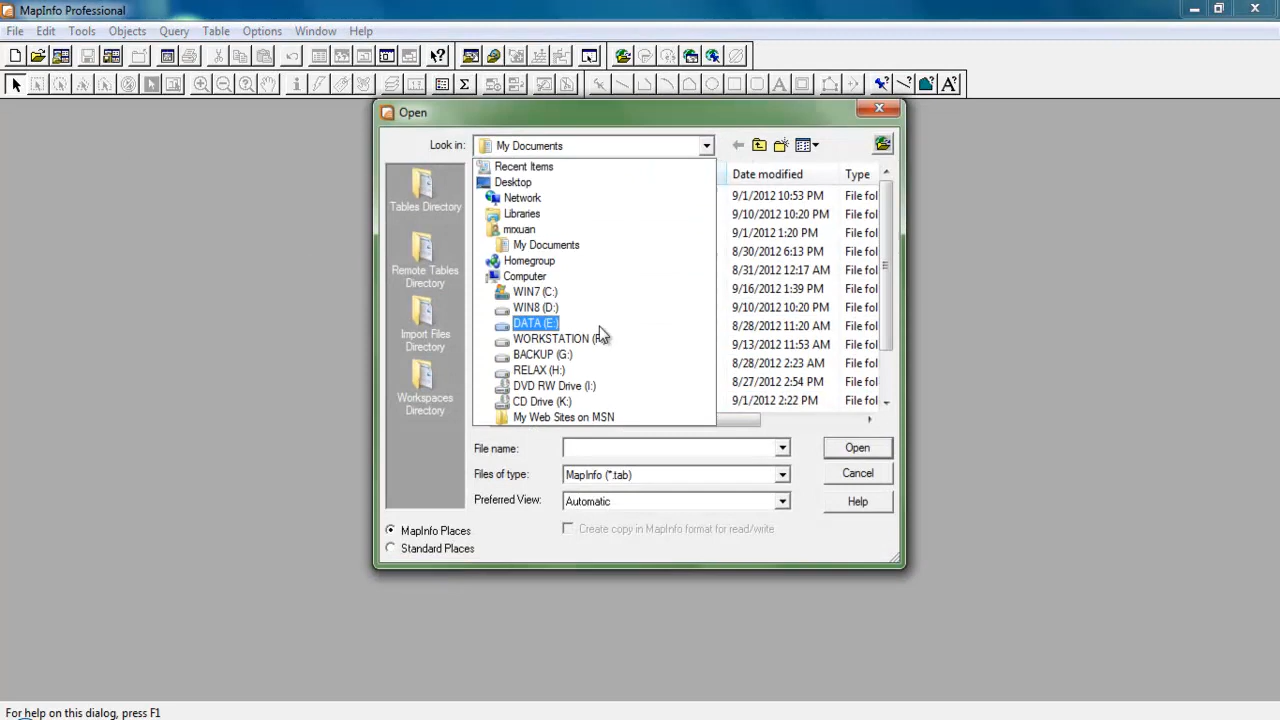 MapInfo Professional
File Edit Tools Objects Query Table Options Window Help
Open
Look in: My Documents
Recent Items
Desktop
Network
Libraries
mrxuan
My Documents
Homegroup
Computer
WIN7 (C:)
WIN8 (D:)
DATA (E:)
WORKSTATION (F
BACKUP (G:)
RELAX (H:)
DVD RW Drive (I:)
CD Drive (K:)
My Web Sites on MSN
Tables Directory
Remote Tables
Directory
Import Files
Directory
Workspaces
Directory
Date modified Type
9/1/2012 10:53 PM File fol
9/10/2012 10:20 PM File fol
9/1/2012 1:20 PM File fol
8/30/2012 6:13 PM File fol
8/31/2012 12:17 AM File fol
9/16/2012 1:39 PM File fol
9/10/2012 10:20 PM File fol
8/28/2012 11:20 AM File fol
9/13/2012 11:53 AM File fol
8/28/2012 2:23 AM File fol
8/27/2012 2:54 PM File fol
9/1/2012 2:22 PM File fol
File name: Open
Files of type: MapInfo (*.tab) Cancel
Preferred View: Automatic Help
MapInfo Places
Create copy in MapInfo format for read/write
Standard Places
For help on this dialog, press F1